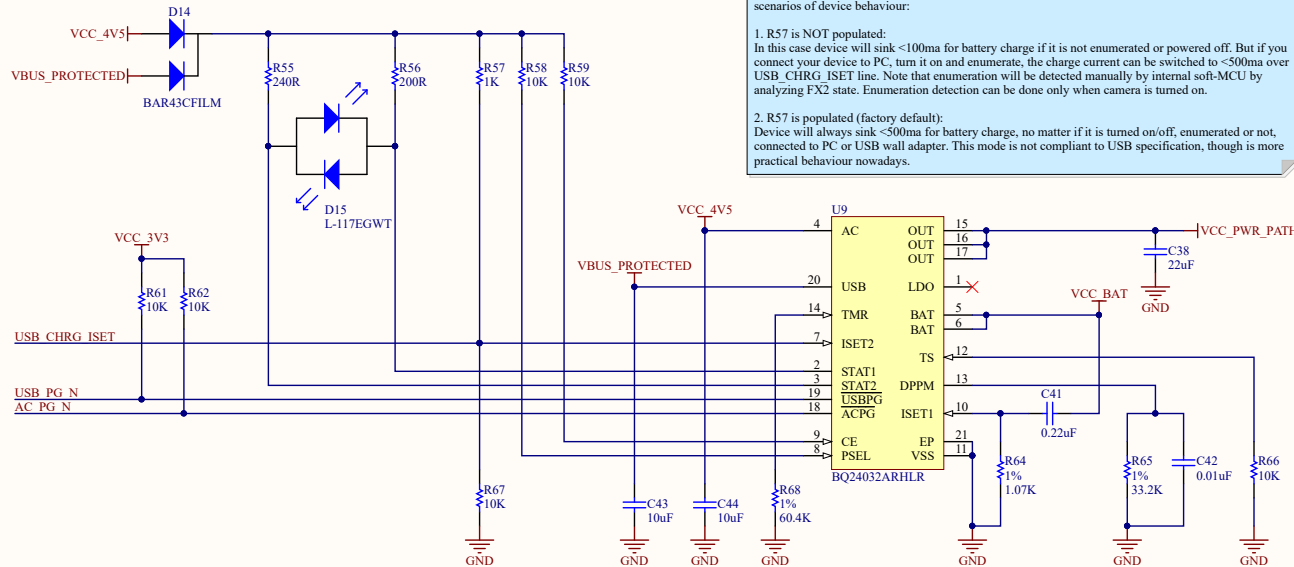 scenarios of device behaviour:
1. R57 is NOT populated:
In this case device will sink <100ma for battery charge if it is not enumerated or powered off. But if you
connect your device to PC, turn it on and enumerate, the charge current can be switched to <500ma over
USB_CHRG_ISET line. Note that enumeration will be detected manually by internal soft-MCU by
analyzing FX2 state. Enumeration detection can be done only when camera is turned on.
2. R57 is populated (factory default):
Device will always sink <500ma for battery charge, no matter if it is turned on/off, enumerated or not,
connected to PC or USB wall adapter. This mode is not compliant to USB specification, though is more
practical behaviour nowadays.
D14
VCC_4V5
VBUS_PROTECTED
BAR43CFILM
R55
240R
R56
200R
R57
1K
R58
10K
R59
10K
D15
L-117EGWT
VCC_3V3
R61
10K
R62
10K
USB_CHRG_ISET
USB_PG_N
AC_PG_N
VCC_4V5
VBUS_PROTECTED
U9
4 AC
20 USB
14 TMR
7 ISET2
2 STAT1
3 STAT2
19 USBPG
18 ACPG
9 CE
8 PSEL
OUT 15
OUT 16
OUT 17
LDO 1
BAT 5
BAT 6
TS 12
DPPM 13
ISET1 10
EP 21
VSS 11
BQ24032ARHLR
VCC_PWR_PATH
C38
22uF
GND
VCC_BAT
C41
0.22uF
R67
10K
GND
C43
10uF
GND
C44
10uF
GND
R68
1%
60.4K
GND
R64
1%
1.07K
GND
R65
1%
33.2K
C42
0.01uF
GND
R66
10K
GND